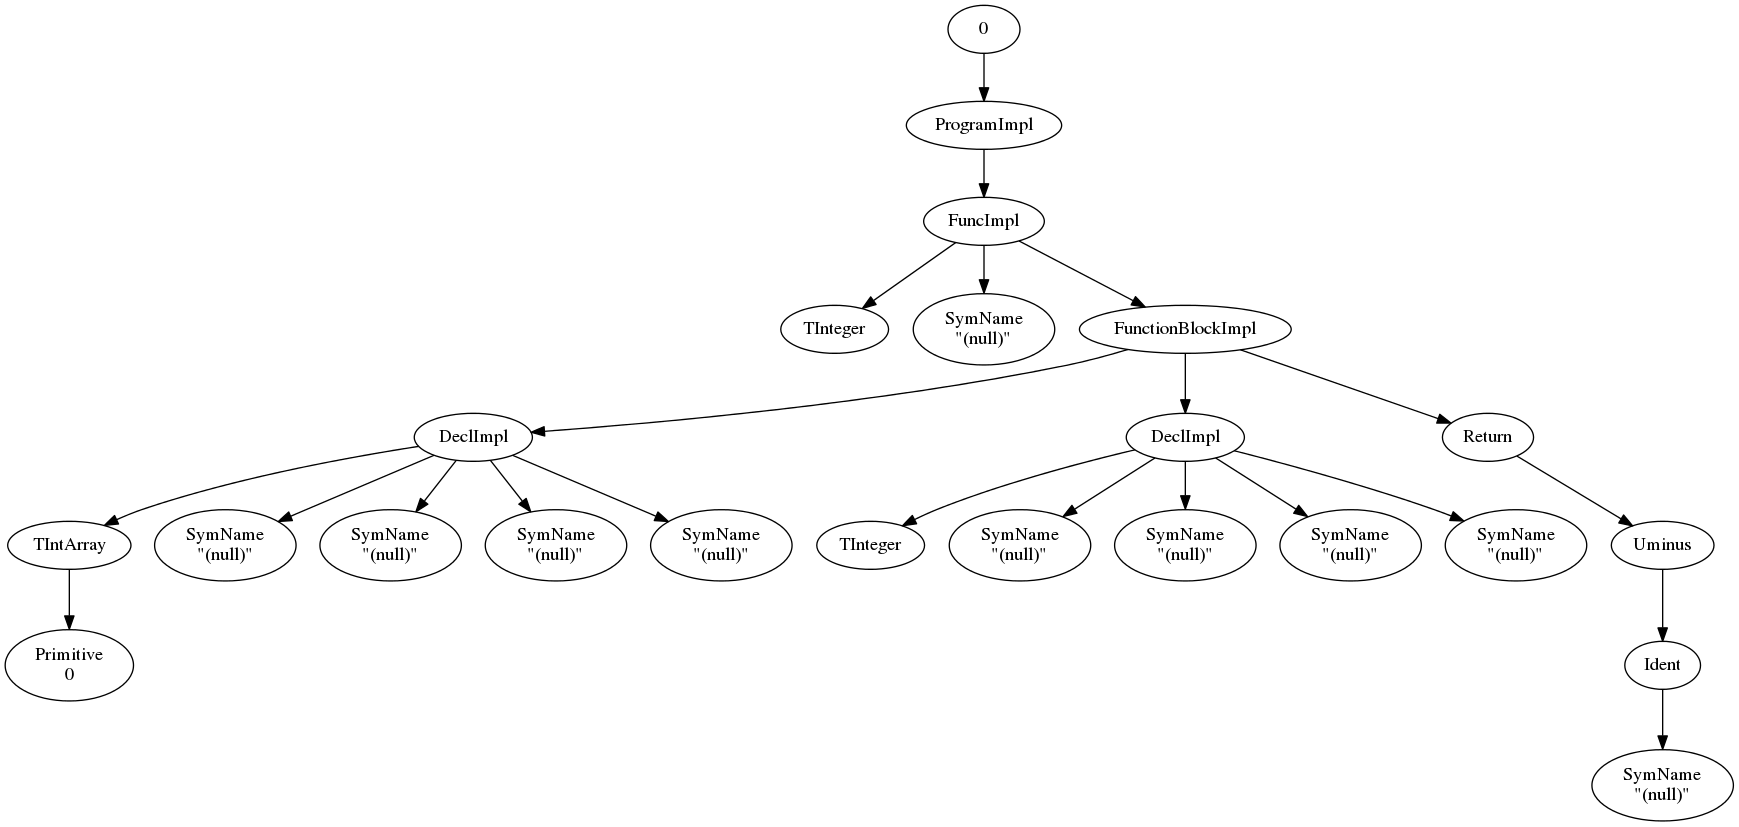 0
ProgramImpl
FuncImpl
TInteger
SymName
"(null)"
FunctionBlockImpl
DeclImpl
DeclImpl
Return
TIntArray
SymName
"(null)"
SymName
"(null)"
SymName
"(null)"
SymName
"(null)"
TInteger
SymName
"(null)"
SymName
"(null)"
SymName
"(null)"
SymName
"(null)"
Uminus
Primitive
0
Ident
SymName
"(null)"